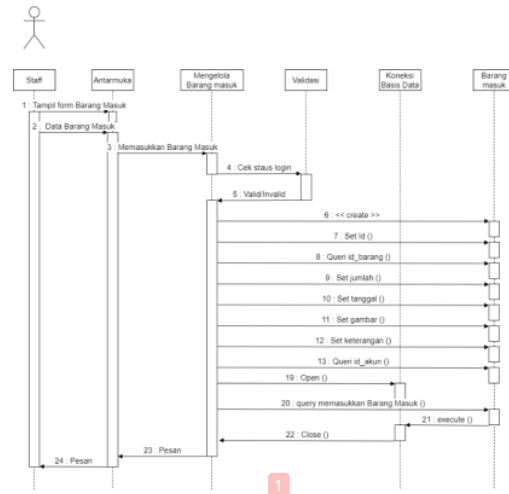 Staff
Antarmuka
Mengelola
Barang masuk
Validasi
Koneksi
Basis Data
Barang
masuk
1 : Tampil form Barang Masuk
2 : Data Barang Masuk
3 : Memasukkan Barang Masuk
4 : Cek staus login
5 : Valid/Invalid
6 : << create >>
7 : Set Id ()
8 : Queri id_barang ()
9 : Set jumlah ()
10 : Set tanggal ()
11 : Set gambar ()
12 : Set keterangan ()
13 : Queri id_akun ()
19 : Open ()
20 : query memasukkan Barang Masuk ()
21 : execute ()
22 : Close ()
23 : Pesan
24 : Pesan
1